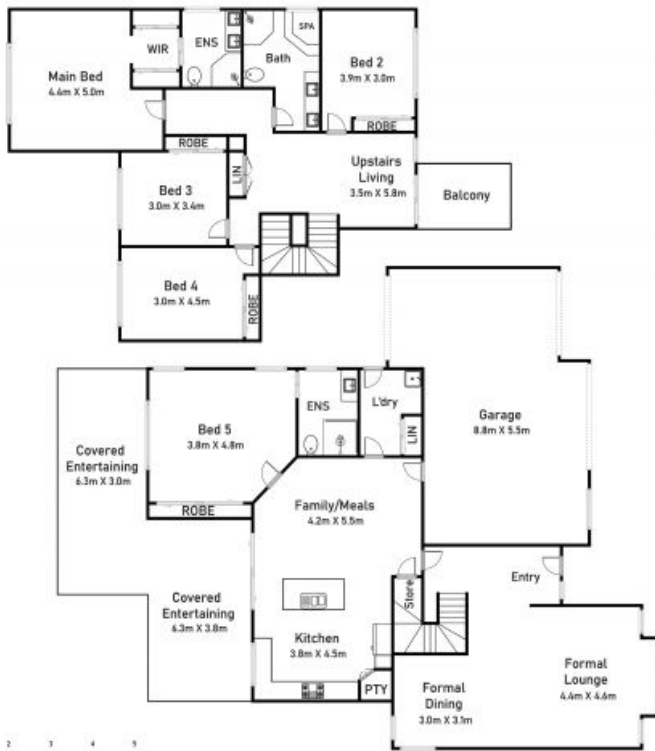 WIR
ENS
SPA
Bath
Bed 2
3.9m X 3.0m
Main Bed
4.4m X 5.0m
ROBE
ROBE
LIN
Upstairs
Living
3.5m X 5.8m
Balcony
Bed 3
3.0m X 3.4m
Bed 4
3.0m X 4.5m
ROBE
ENS
L'dry
LIN
Garage
8.8m X 5.5m
Bed 5
3.8m X 4.8m
Covered
Entertaining
6.3m X 3.0m
ROBE
Family/Meals
4.2m X 5.5m
Entry
Store
Covered
Entertaining
6.3m X 3.8m
Kitchen
3.8m X 4.5m
PTY
Formal
Dining
3.0m X 3.1m
Formal
Lounge
4.4m X 4.6m
2 3 4 5